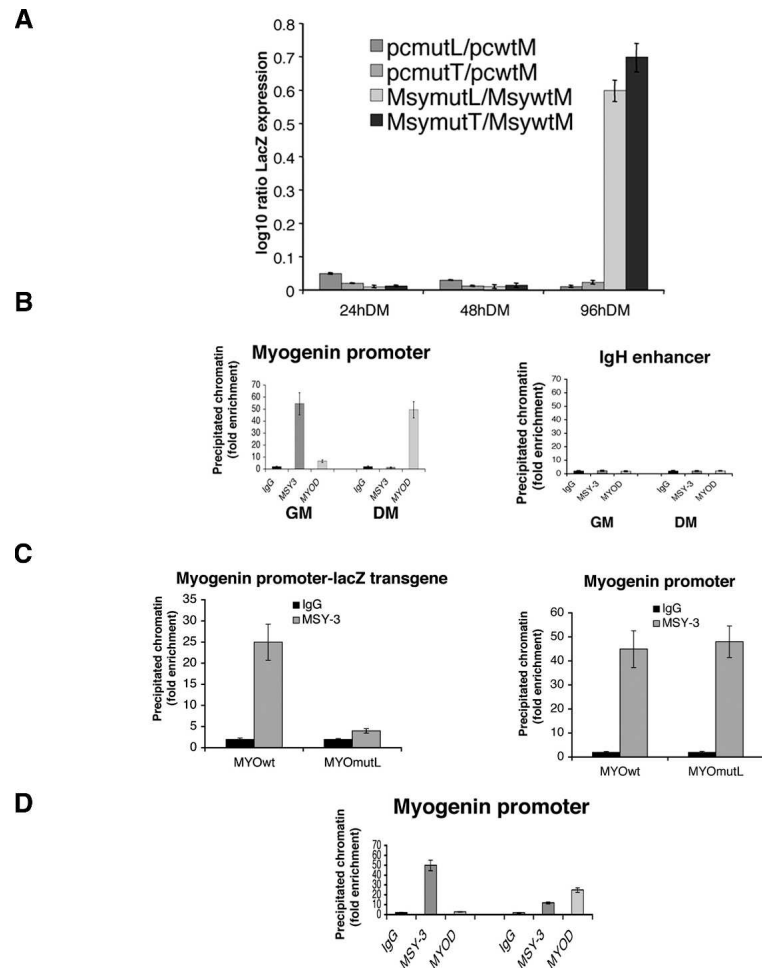 A
log10 ratio LacZ expression
0.8
0.7
0.6
0.5
0.4
0.3
0.2
0.1
0
pcmutL/pcwtM
pcmutT/pcwtM
MsymutL/MsywtM
MsymutT/MsywtM
24hDM
48hDM
96hDM
B
Myogenin promoter
Precipitated chromatin
(fold enrichment)
70
60
50
40
30
20
10
0
IgG
MSY3
MYOD
IgG
MSY3
MYOD
GM
DM
IgH enhancer
Precipitated chromatin
(fold enrichment)
70
60
50
40
30
20
10
0
IgG
MSY-3
MYOD
IgG
MSY-3
MYOD
GM
DM
C
Myogenin promoter-lacZ transgene
Precipitated chromatin
(fold enrichment)
35
30
25
20
15
10
5
0
IgG
MSY-3
MYOwt
MYOmutL
Myogenin promoter
Precipitated chromatin
(fold enrichment)
60
50
40
30
20
10
0
IgG
MSY-3
MYOwt
MYOmutL
D
Myogenin promoter
Precipitated chromatin
(fold enrichment)
70
60
50
40
30
20
10
0
IgG
MSY-3
MYOD
IgG
MSY-3
MYOD